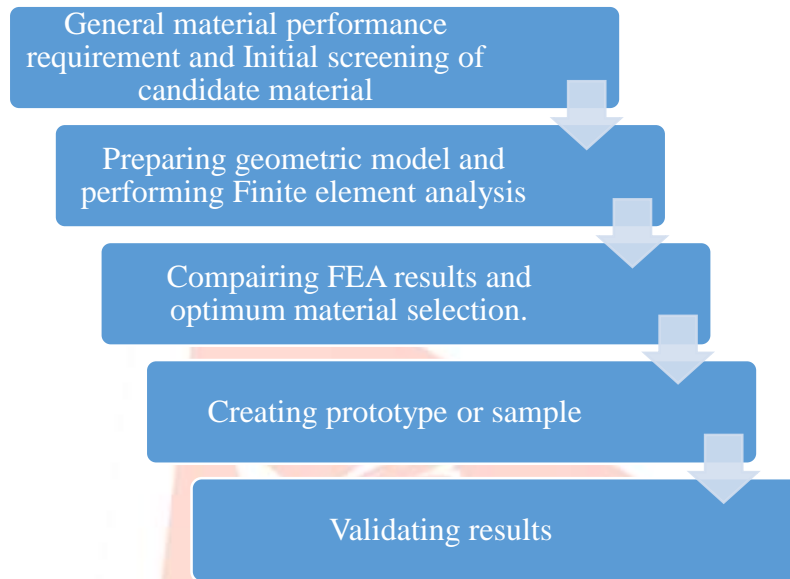 General material performance
requirement and Initial screening of
candidate material
Preparing geometric model and
performing Finite element analysis
Compairing FEA results and
optimum material selection.
Creating prototype or sample
Validating results